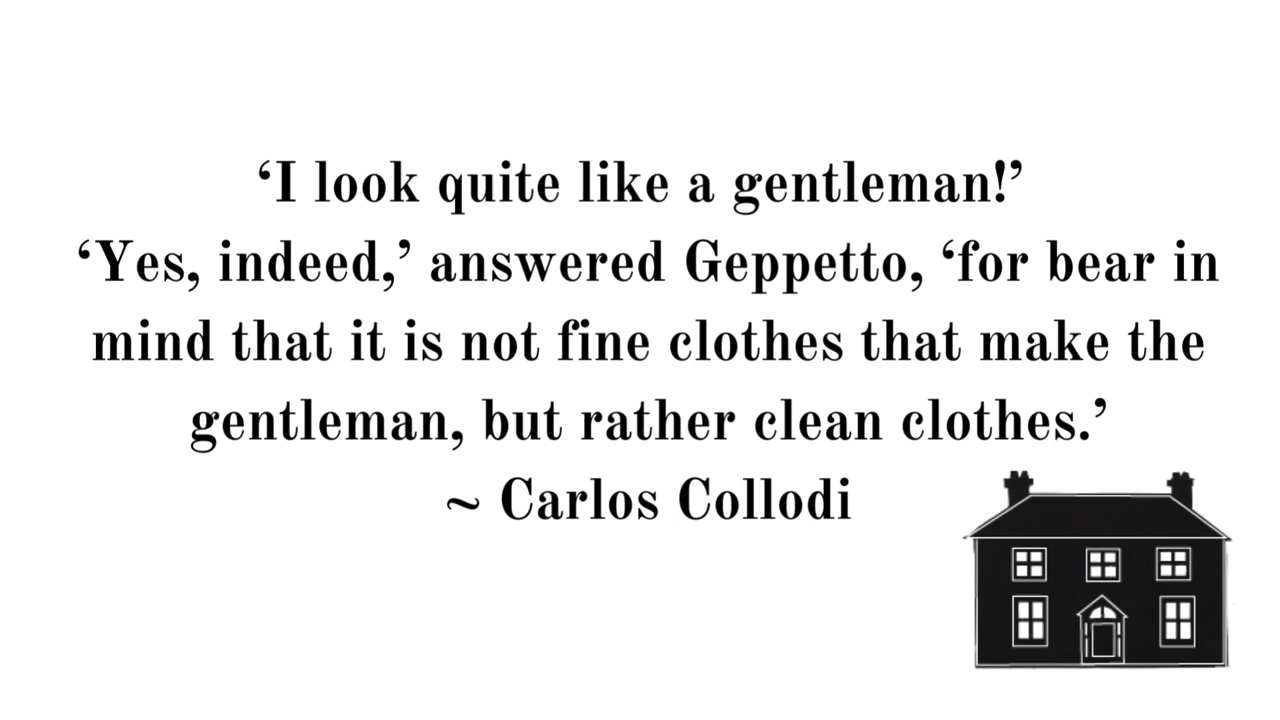 ‘I look quite like a gentleman!’
‘Yes, indeed,’ answered Geppetto, ‘for bear in
mind that it is not fine clothes that make the
gentleman, but rather clean clothes.’
~ Carlos Collodi